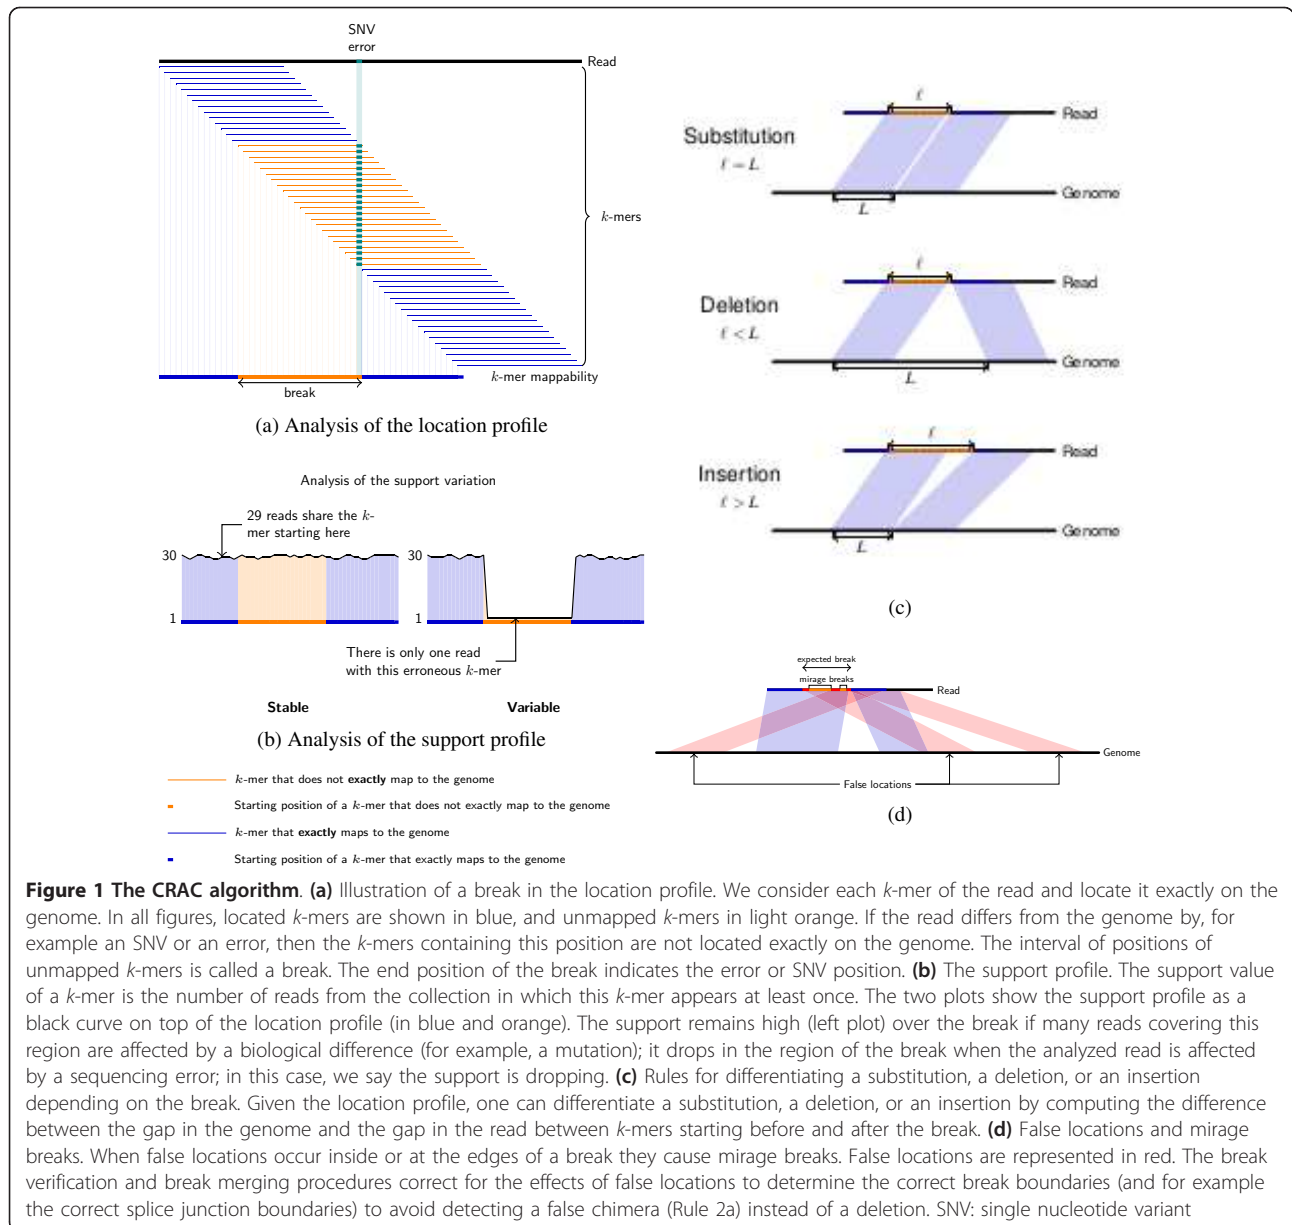 SNV
error
Read
k-mers
k-mer mappability
break
(a) Analysis of the location profile
Analysis of the support variation
29 reads share the k-
mer starting here
30
1
30
1
There is only one read
with this erroneous k-mer
Stable
Variable
(b) Analysis of the support profile
k-mer that does not exactly map to the genome
Starting position of a k-mer that does not exactly map to the genome
k-mer that exactly maps to the genome
Starting position of a k-mer that exactly maps to the genome
ℓ
Read
Substitution
ℓ = L
Genome
L
ℓ
Read
Deletion
ℓ < L
Genome
L
ℓ
Read
Insertion
ℓ > L
Genome
L
(c)
expected break
mirage breaks
Read
Genome
False locations
(d)
Figure 1 The CRAC algorithm. (a) Illustration of a break in the location profile. We consider each k-mer of the read and locate it exactly on the
genome. In all figures, located k-mers are shown in blue, and unmapped k-mers in light orange. If the read differs from the genome by, for
example an SNV or an error, then the k-mers containing this position are not located exactly on the genome. The interval of positions of
unmapped k-mers is called a break. The end position of the break indicates the error or SNV position. (b) The support profile. The support value
of a k-mer is the number of reads from the collection in which this k-mer appears at least once. The two plots show the support profile as a
black curve on top of the location profile (in blue and orange). The support remains high (left plot) over the break if many reads covering this
region are affected by a biological difference (for example, a mutation); it drops in the region of the break when the analyzed read is affected
by a sequencing error; in this case, we say the support is dropping. (c) Rules for differentiating a substitution, a deletion, or an insertion
depending on the break. Given the location profile, one can differentiate a substitution, a deletion, or an insertion by computing the difference
between the gap in the genome and the gap in the read between k-mers starting before and after the break. (d) False locations and mirage
breaks. When false locations occur inside or at the edges of a break they cause mirage breaks. False locations are represented in red. The break
verification and break merging procedures correct for the effects of false locations to determine the correct break boundaries (and for example
the correct splice junction boundaries) to avoid detecting a false chimera (Rule 2a) instead of a deletion. SNV: single nucleotide variant